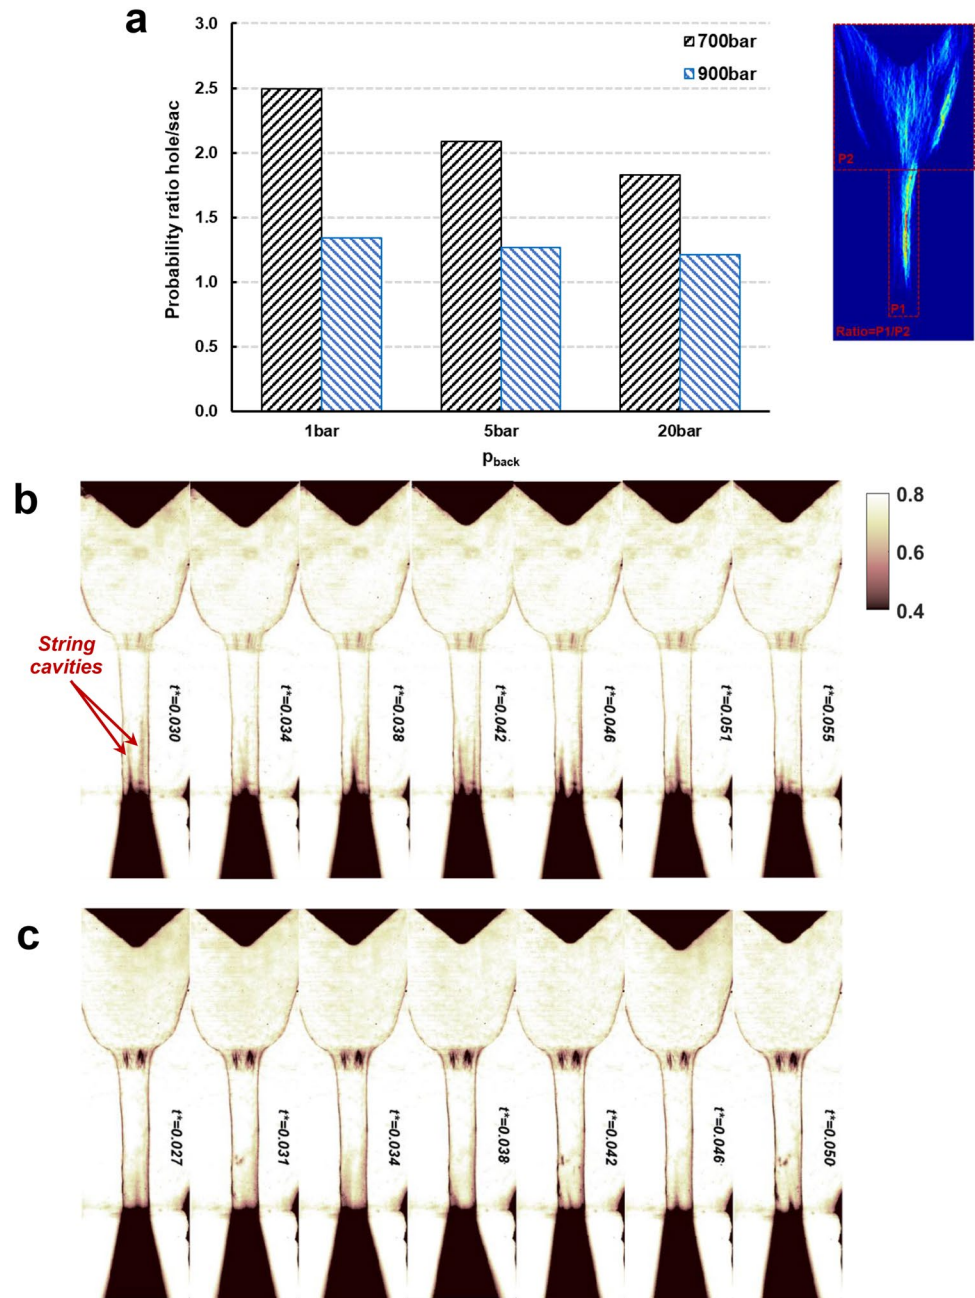 a
3.0
2.5
2.0
1.5
1.0
0.5
0.0
Probability ratio hole/sac
700bar
900bar
1bar
5bar
20bar
pback
P2
P1
Ratio=P1/P2
b
String
cavities
t*=0.030
t*=0.034
t*=0.038
t*=0.042
t*=0.046
t*=0.051
t*=0.055
0.8
0.6
0.4
c
t*=0.027
t*=0.031
t*=0.034
t*=0.038
t*=0.042
t*=0.046
t*=0.050